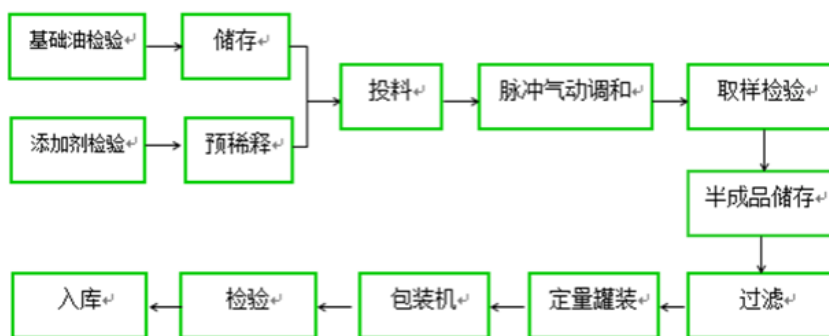 基础油检验
储存
添加剂检验
预稀释
投料
脉冲气动调和
取样检验
半成品储存
过滤
定量罐装
包装机
检验
入库